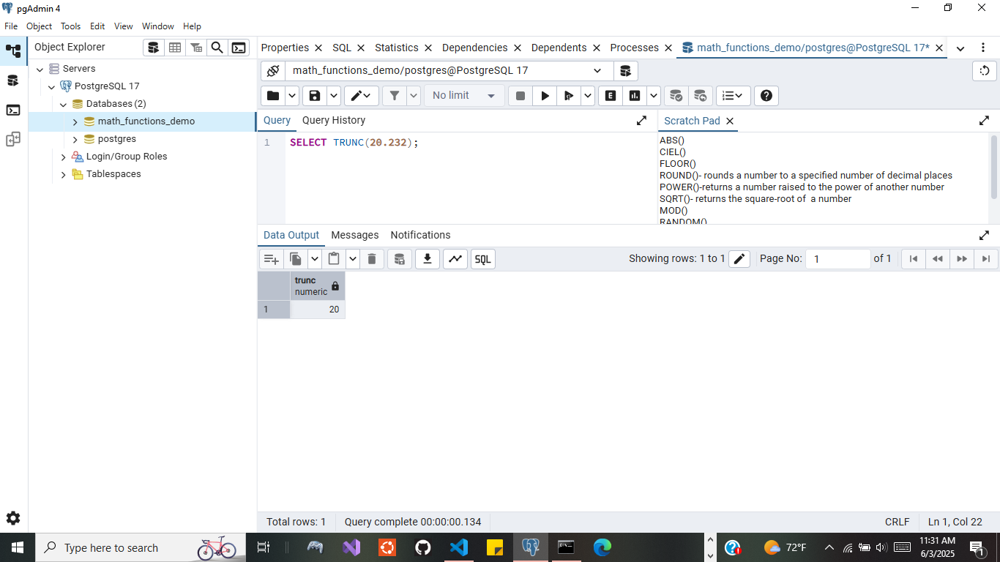 pgAdmin 4
File Object Tools Edit View Window Help
Object Explorer
Properties SQL Statistics Dependencies Dependents Processes math_functions_demo/postgres@PostgreSQL 17*
Servers
PostgreSQL 17
Databases (2)
math_functions_demo
postgres
Login/Group Roles
Tablespaces
math_functions_demo/postgres@PostgreSQL 17
No limit
E
Query Query History
1 SELECT TRUNC(20.232);
Scratch Pad
ABS()
CIEL()
FLOOR()
ROUND()- rounds a number to a specified number of decimal places
POWER()-returns a number raised to the power of another number
SQRT()- returns the square-root of  a number
MOD()
RANDOM()
Data Output Messages Notifications
SQL
Showing rows: 1 to 1 Page No: 1 of 1
trunc
numeric
1 20
Total rows: 1 Query complete 00:00:00.134 CRLF Ln 1, Col 22
Type here to search
72°F
11:31 AM
6/3/2025
1